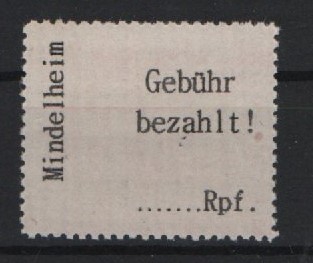 Mindelheim
Gebühr
bezahlt!
.......Rpf.